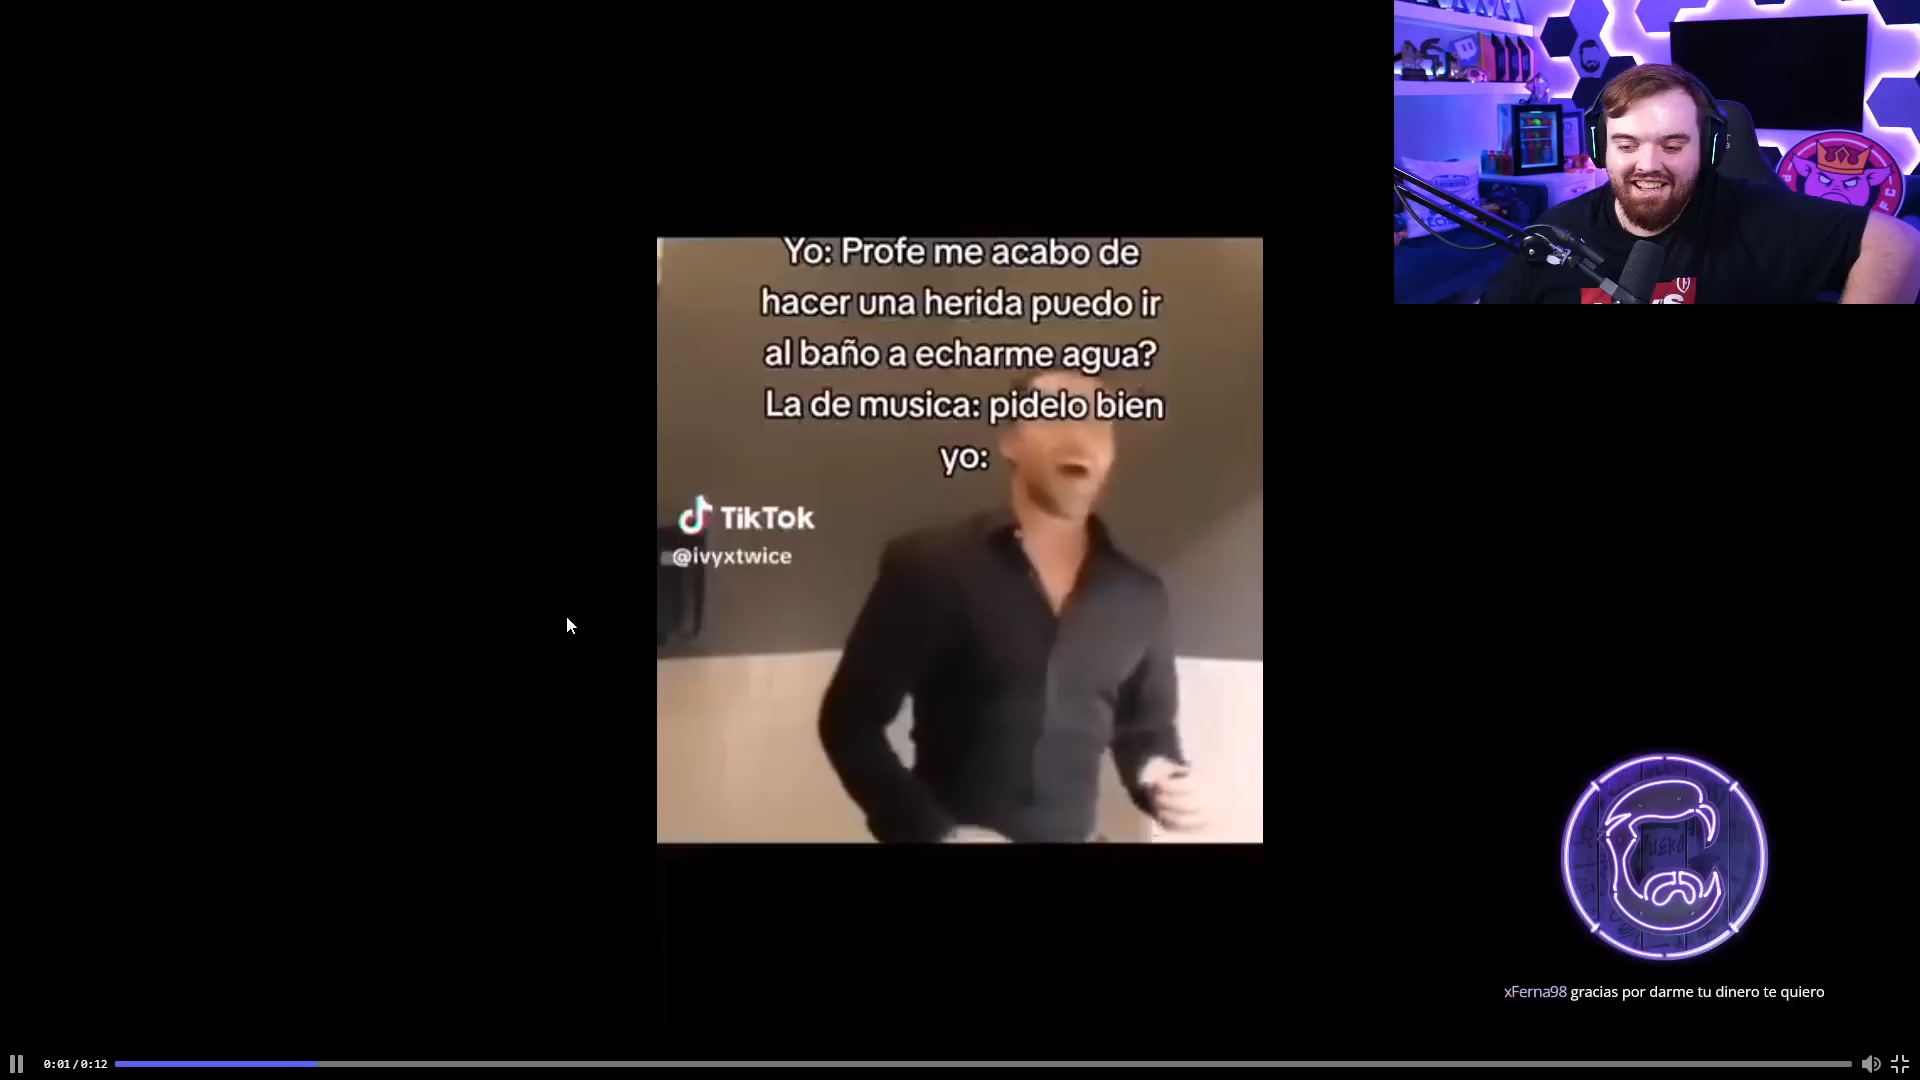 Yo: Profe me acabo de
hacer una herida puedo ir
al baño a echarme agua?
La de musica: pidelo bien
yo:
TikTok
@ivyxtwice
xFerna98 gracias por darme tu dinero te quiero
0:01/0:12